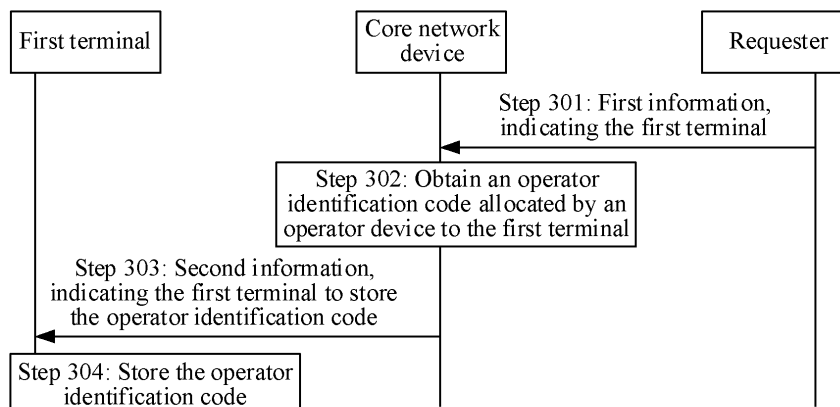 First terminal
Core network
device
Requester
Step 301: First information,
indicating the first terminal
Step 302: Obtain an operator
identification code allocated by an
operator device to the first terminal
Step 303: Second information,
indicating the first terminal to store
the operator identification code
Step 304: Store the operator
identification code